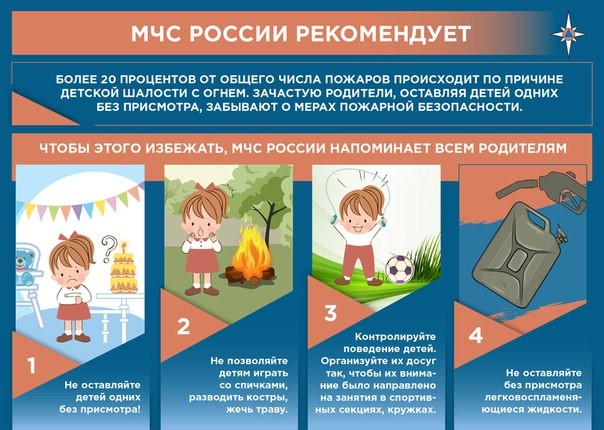 МЧС РОССИИ РЕКОМЕНДУЕТ
БОЛЕЕ 20 ПРОЦЕНТОВ ОТ ОБЩЕГО ЧИСЛА ПОЖАРОВ ПРОИСХОДИТ ПО ПРИЧИНЕ
ДЕТСКОЙ ШАЛОСТИ С ОГНЕМ. ЗАЧАСТУЮ РОДИТЕЛИ, ОСТАВЛЯЯ ДЕТЕЙ ОДНИХ
БЕЗ ПРИСМОТРА, ЗАБЫВАЮТ О МЕРАХ ПОЖАРНОЙ БЕЗОПАСНОСТИ.
ЧТОБЫ ЭТОГО ИЗБЕЖАТЬ, МЧС РОССИИ НАПОМИНАЕТ ВСЕМ РОДИТЕЛЯМ
?
1
Не оставляйте
детей одних
без присмотра!
2
Не позволяйте
детям играть
со спичками,
разводить костры,
жечь траву.
3
Контролируйте
поведение детей.
Организуйте их досуг
так, чтобы их внима-
ние было направлено
на занятия в спортив-
ных секциях, кружках.
4
Не оставляйте
без присмотра
легковоспламеня-
ющиеся жидкости.